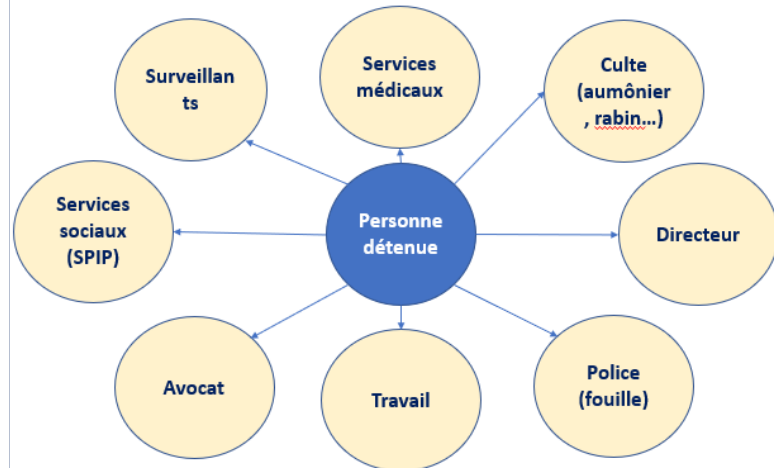 Surveillan
ts
Services
médicaux
Culte
(aumônier
, rabin...)
Services
sociaux
(SPIP)
Personne
détenue
Directeur
Avocat
Travail
Police
(fouille)